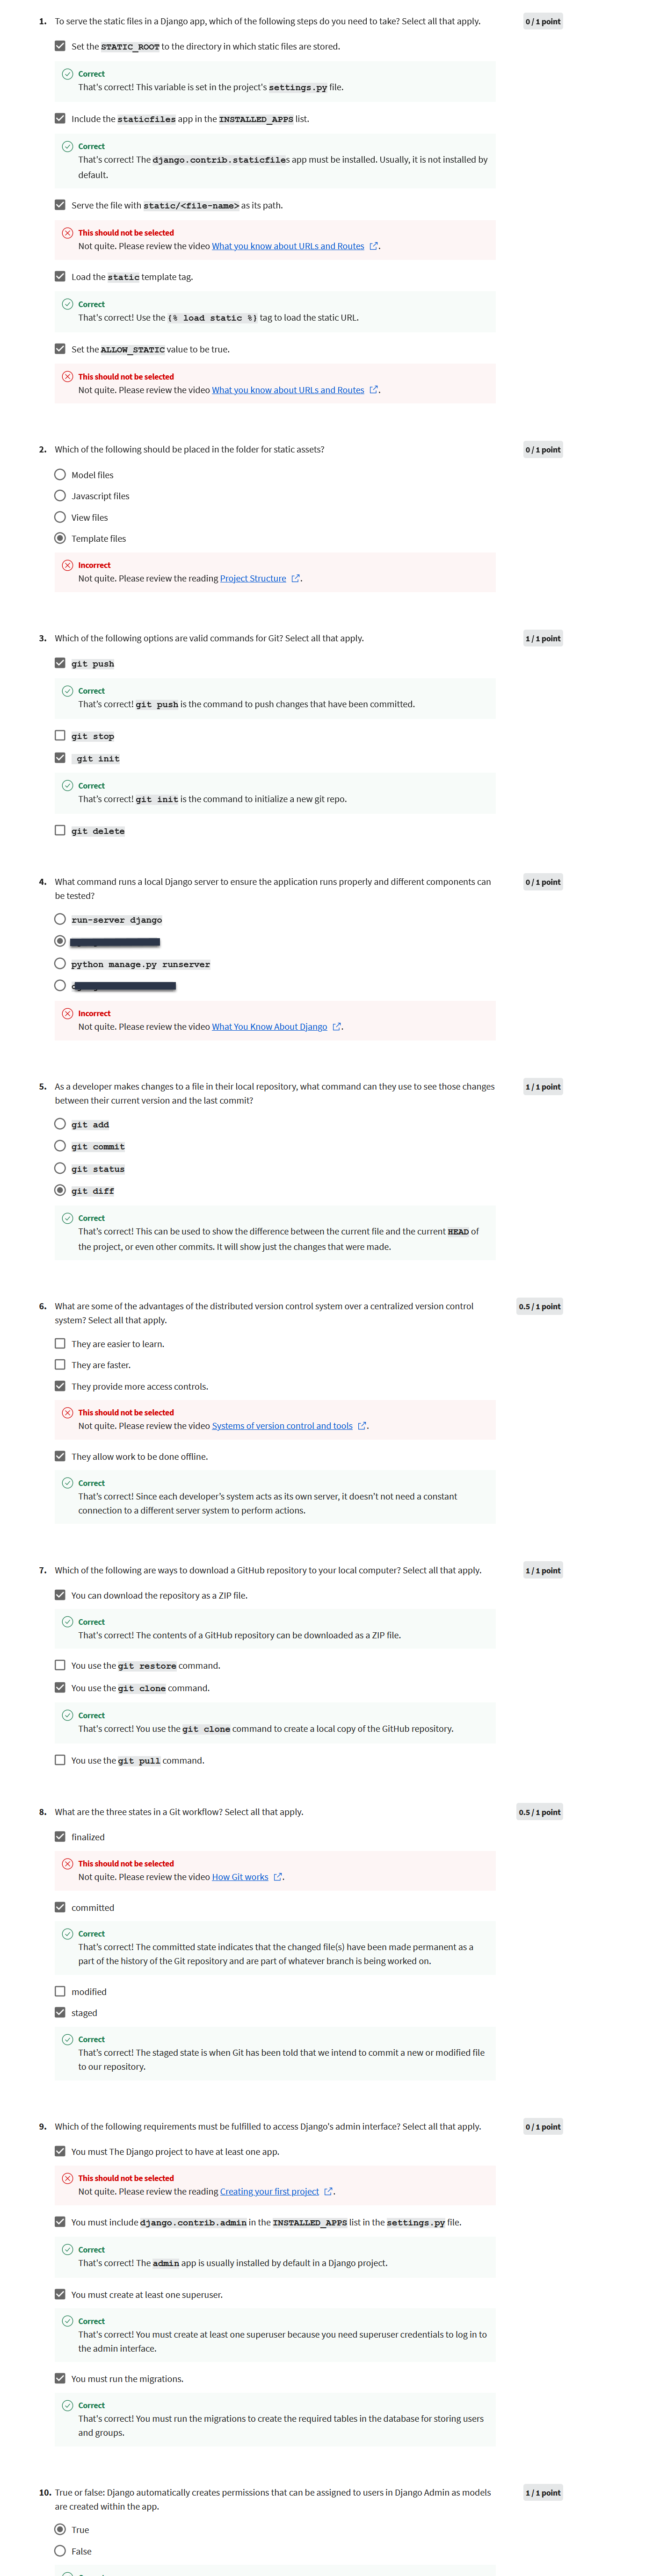 1. To serve the static files in a Django app, which of the following steps do you need to take? Select all that apply.
0 / 1 point
Set the STATIC_ROOT to the directory in which static files are stored.
Correct
That's correct! This variable is set in the project's settings.py file.
Include the staticfiles app in the INSTALLED_APPS list.
Correct
That's correct! The django.contrib.staticfiles app must be installed. Usually, it is not installed by
default.
Serve the file with static/<file-name> as its path.
This should not be selected
Not quite. Please review the video What you know about URLs and Routes.
Load the static template tag.
Correct
That's correct! Use the {% load static %} tag to load the static URL.
Set the ALLOW_STATIC value to be true.
This should not be selected
Not quite. Please review the video What you know about URLs and Routes.
2. Which of the following should be placed in the folder for static assets?
0 / 1 point
Model files
Javascript files
View files
Template files
Incorrect
Not quite. Please review the reading Project Structure.
3. Which of the following options are valid commands for Git? Select all that apply.
1 / 1 point
git push
Correct
That's correct! git push is the command to push changes that have been committed.
git stop
git init
Correct
That's correct! git init is the command to initialize a new git repo.
git delete
4. What command runs a local Django server to ensure the application runs properly and different components can
be tested?
0 / 1 point
run-server django
python manage.py runserver
Incorrect
Not quite. Please review the video What You Know About Django.
5. As a developer makes changes to a file in their local repository, what command can they use to see those changes
between their current version and the last commit?
1 / 1 point
git add
git commit
git status
git diff
Correct
That's correct! This can be used to show the difference between the current file and the current HEAD of
the project, or even other commits. It will show just the changes that were made.
6. What are some of the advantages of the distributed version control system over a centralized version control
system? Select all that apply.
0.5 / 1 point
They are easier to learn.
They are faster.
They provide more access controls.
This should not be selected
Not quite. Please review the video Systems of version control and tools.
They allow work to be done offline.
Correct
That's correct! Since each developer's system acts as its own server, it doesn't not need a constant
connection to a different server system to perform actions.
7. Which of the following are ways to download a GitHub repository to your local computer? Select all that apply.
1 / 1 point
You can download the repository as a ZIP file.
Correct
That's correct! The contents of a GitHub repository can be downloaded as a ZIP file.
You use the git restore command.
You use the git clone command.
Correct
That's correct! You use the git clone command to create a local copy of the GitHub repository.
You use the git pull command.
8. What are the three states in a Git workflow? Select all that apply.
0.5 / 1 point
finalized
This should not be selected
Not quite. Please review the video How Git works.
committed
Correct
That's correct! The committed state indicates that the changed file(s) have been made permanent as a
part of the history of the Git repository and are part of whatever branch is being worked on.
modified
staged
Correct
That's correct! The staged state is when Git has been told that we intend to commit a new or modified file
to our repository.
9. Which of the following requirements must be fulfilled to access Django's admin interface? Select all that apply.
0 / 1 point
You must The Django project to have at least one app.
This should not be selected
Not quite. Please review the reading Creating your first project.
You must include django.contrib.admin in the INSTALLED_APPS list in the settings.py file.
Correct
That's correct! The admin app is usually installed by default in a Django project.
You must create at least one superuser.
Correct
That's correct! You must create at least one superuser because you need superuser credentials to log in to
the admin interface.
You must run the migrations.
Correct
That's correct! You must run the migrations to create the required tables in the database for storing users
and groups.
10. True or false: Django automatically creates permissions that can be assigned to users in Django Admin as models
are created within the app.
1 / 1 point
True
False